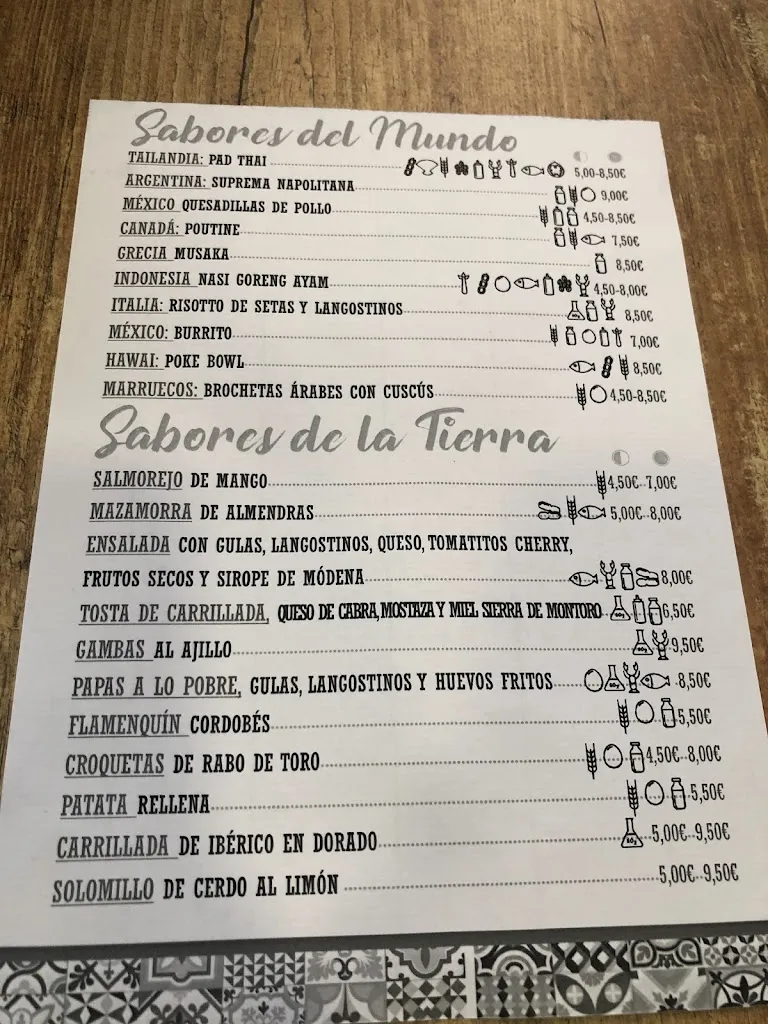 Sabores del Mundo
TAILANDIA: PAD THAI 5,00-8,50€
ARGENTINA: SUPREMA NAPOLITANA 9,00€
MÉXICO QUESADILLAS DE POLLO 4,50-8,50€
CANADÁ: POUTINE 7,50€
GRECIA MUSAKA 8,50€
INDONESIA NASI GORENG AYAM 4,50-8,00€
ITALIA: RISOTTO DE SETAS Y LANGOSTINOS 8,50€
MÉXICO: BURRITO 7,00€
HAWAI: POKE BOWL 8,50€
MARRUECOS: BROCHETAS ÁRABES CON CUSCÚS 4,50-8,50€
Sabores de la Tierra
SALMOREJO DE MANGO 4,50€-7,00€
MAZAMORRA DE ALMENDRAS 5,00€-8,00€
ENSALADA CON GULAS, LANGOSTINOS, QUESO, TOMATITOS CHERRY,
FRUTOS SECOS Y SIROPE DE MÓDENA 8,00€
TOSTA DE CARRILLADA, QUESO DE CABRA, MOSTAZA Y MIEL SIERRA DE MONTORO 6,50€
GAMBAS AL AJILLO 9,50€
PAPAS A LO POBRE, GULAS, LANGOSTINOS Y HUEVOS FRITOS 8,50€
FLAMENQUÍN CORDOBÉS 5,50€
CROQUETAS DE RABO DE TORO 4,50€-8,00€
PATATA RELLENA 5,50€
CARRILLADA DE IBÉRICO EN DORADO 5,00€-9,50€
SOLOMILLO DE CERDO AL LIMÓN 5,00€-9,50€